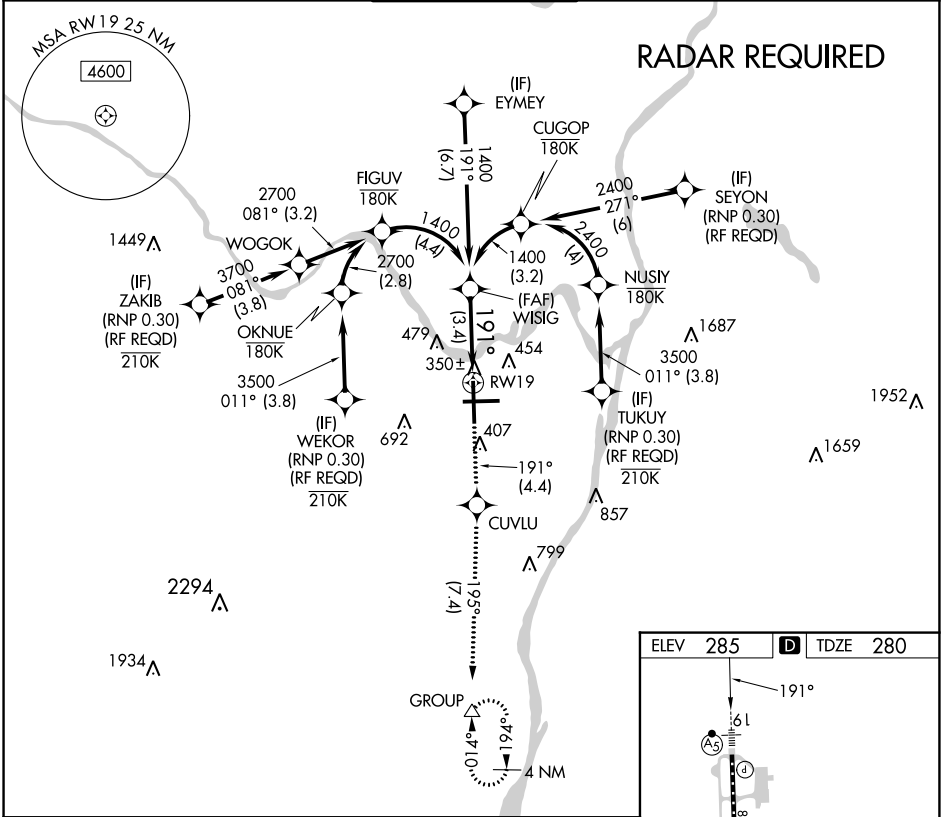 MSA RW19 25 NM
4600
RADAR REQUIRED
(IF)
EYMEY
1400
191°
(6.7)
CUGOP
180K
FIGUV
180K
2700
081° (3.2)
1400
(4.4)
2400
271°
(6)
(IF)
SEYON
(RNP 0.30)
(RF REQD)
1449
WOGOK
3700
081°
(3.8)
2700
(2.8)
1400
(3.2)
2400
(4)
NUSIY
180K
(IF)
ZAKIB
(RNP 0.30)
(RF REQD)
210K
OKNUE
180K
(FAF)
WISIG
191°
(3.4)
479
350±
454
RW19
1687
3500
011° (3.8)
3500
011° (3.8)
(IF)
WEKOR
(RNP 0.30)
(RF REQD)
210K
692
407
(IF)
TUKUY
(RNP 0.30)
(RF REQD)
210K
1952
1659
191°
(4.4)
CUVLU
857
799
195°
(7.4)
2294
1934
GROUP
014°
194°
4 NM
ELEV 285
D
TDZE 280
191°
19
A5
P
8